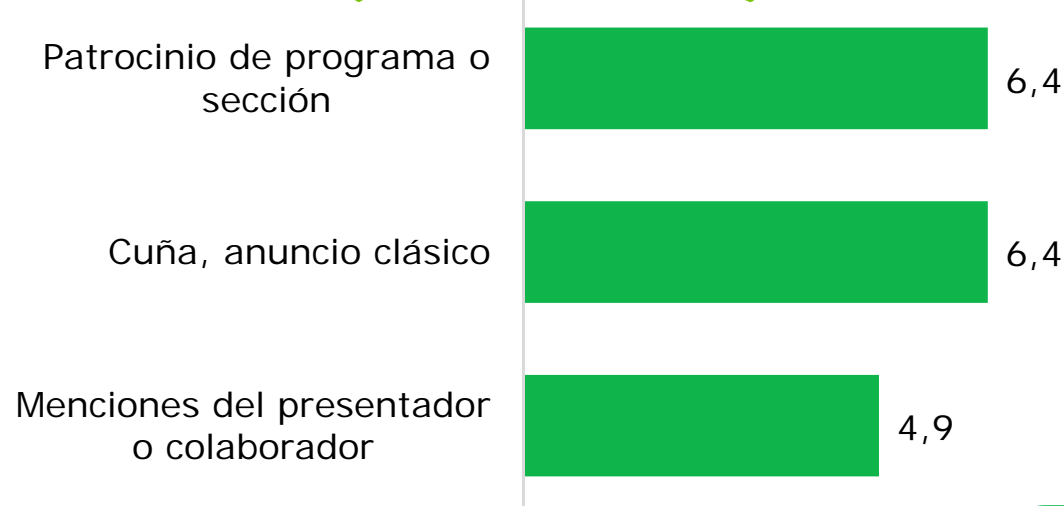 Patrocinio de programa o
sección
6,4
Cuña, anuncio clásico
6,4
Menciones del presentador
o colaborador
4,9